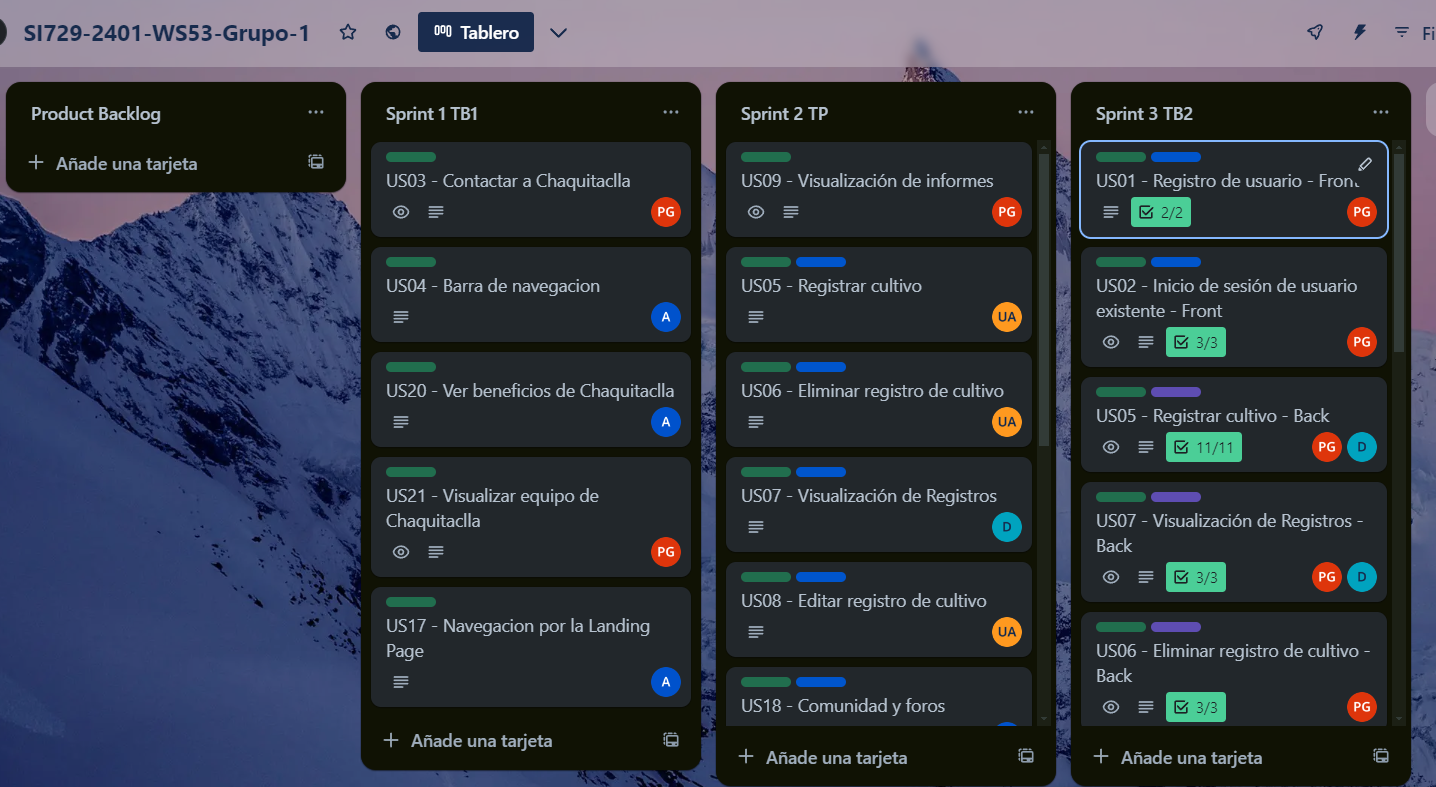 SI729-2401-WS53-Grupo-1
Tablero
Product Backlog
Añade una tarjeta
Sprint 1 TB1
US03 - Contactar a Chaquitaclla
PG
US04 - Barra de navegacion
A
US20 - Ver beneficios de Chaquitaclla
A
US21 - Visualizar equipo de
Chaquitaclla
PG
US17 - Navegacion por la Landing
Page
A
Añade una tarjeta
Sprint 2 TP
US09 - Visualización de informes
PG
US05 - Registrar cultivo
UA
US06 - Eliminar registro de cultivo
UA
US07 - Visualización de Registros
D
US08 - Editar registro de cultivo
UA
US18 - Comunidad y foros
Añade una tarjeta
Sprint 3 TB2
US01 - Registro de usuario - Front
2/2
PG
US02 - Inicio de sesión de usuario
existente - Front
3/3
PG
US05 - Registrar cultivo - Back
11/11
PG D
US07 - Visualización de Registros -
Back
3/3
PG D
US06 - Eliminar registro de cultivo -
Back
3/3
PG
Añade una tarjeta